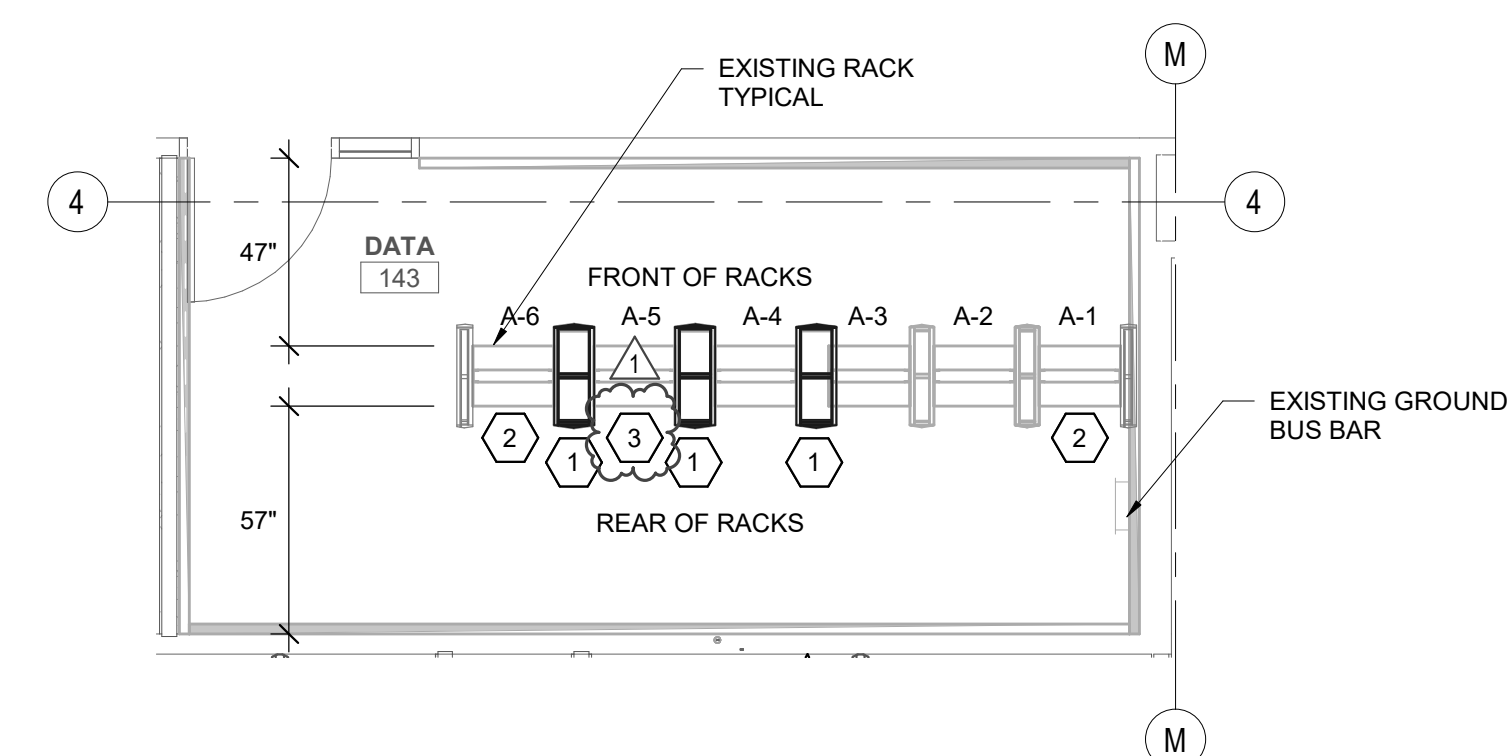 M
EXISTING RACK
TYPICAL
4
4
47"
DATA
143
FRONT OF RACKS
A-6
A-5
A-4
A-3
A-2
A-1
1
2
1
3
1
1
2
EXISTING GROUND
BUS BAR
57"
REAR OF RACKS
M